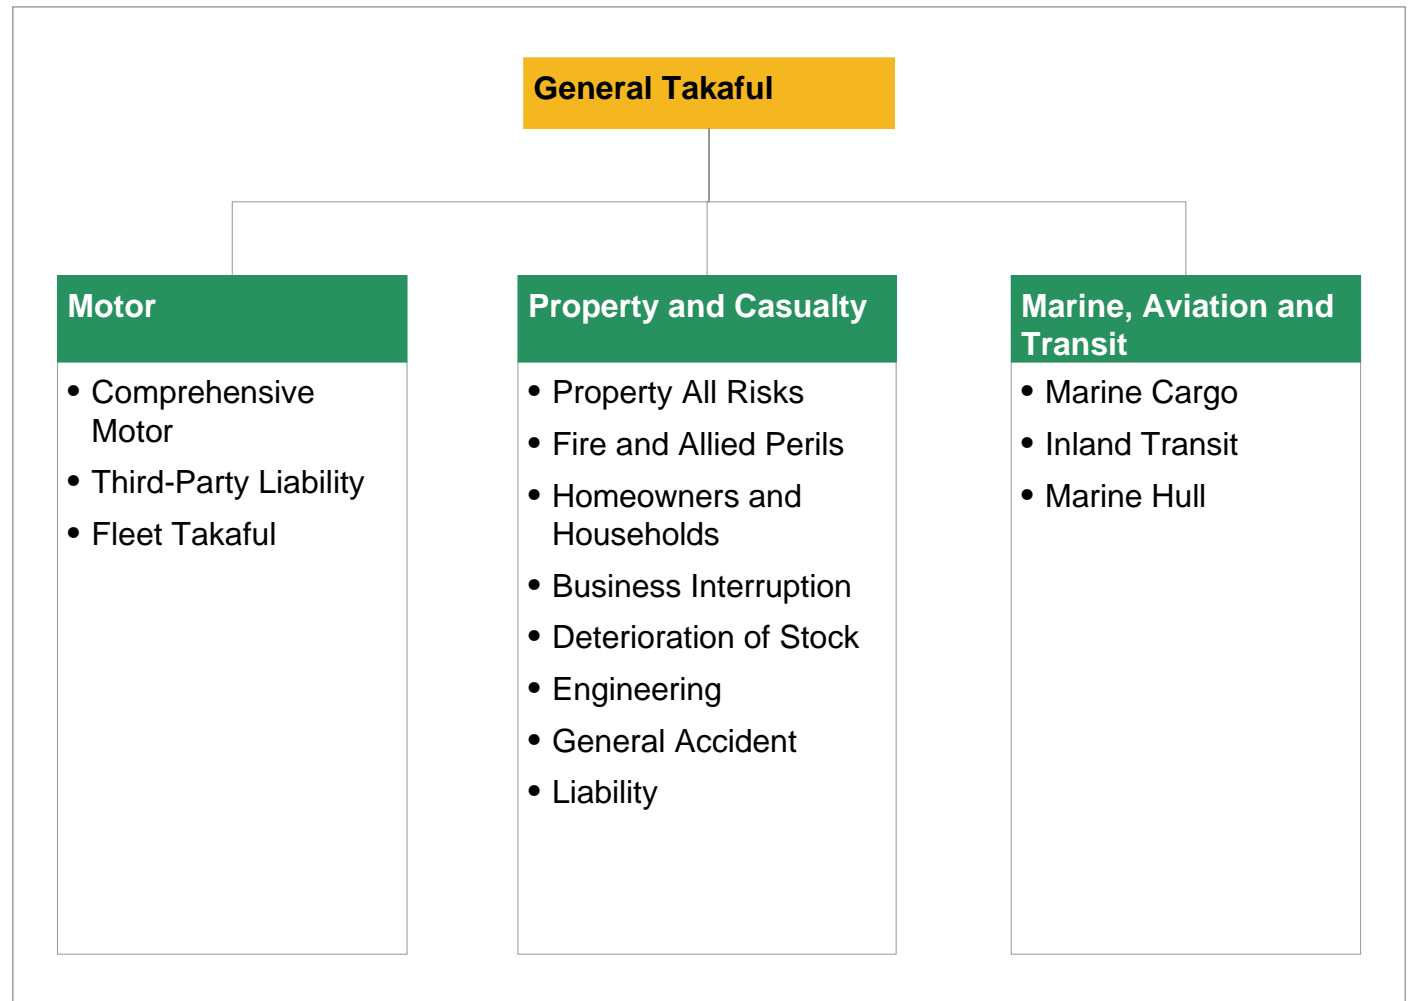 General Takaful
Motor
• Comprehensive
Motor
• Third-Party Liability
• Fleet Takaful
Property and Casualty
• Property All Risks
• Fire and Allied Perils
• Homeowners and
Households
• Business Interruption
• Deterioration of Stock
• Engineering
• General Accident
• Liability
Marine, Aviation and
Transit
• Marine Cargo
• Inland Transit
• Marine Hull